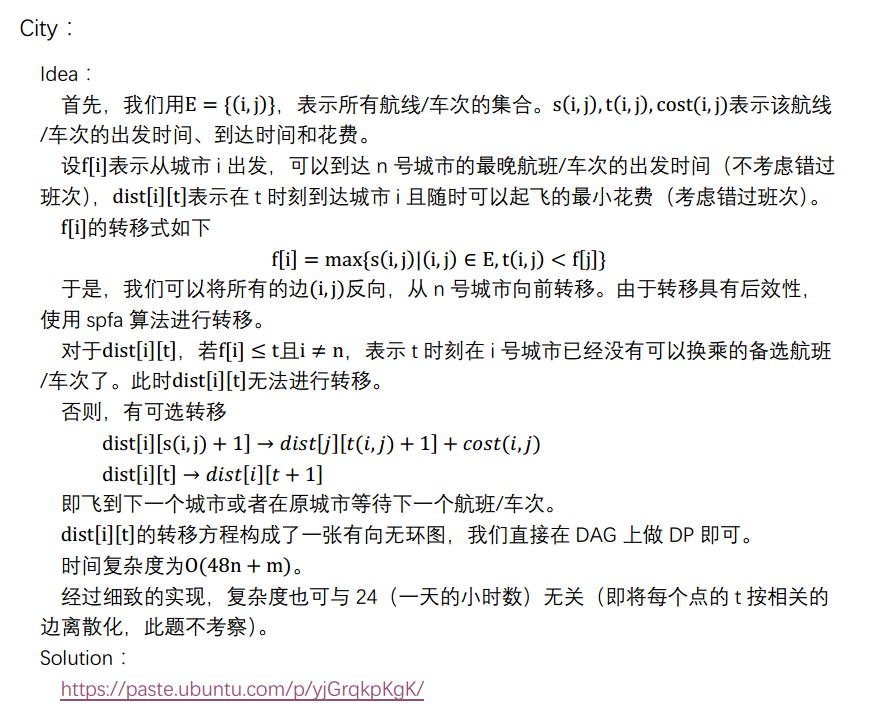 City：
Idea：
首先，我们用E = {(i, j)}，表示所有航线/车次的集合。s(i, j), t(i, j), cost(i, j)表示该航线
/车次的出发时间、到达时间和花费。
设f[i]表示从城市 i 出发，可以到达 n 号城市的最晚航班/车次的出发时间（不考虑错过
班次），dist[i][t]表示在 t 时刻到达城市 i 且随时可以起飞的最小花费（考虑错过班次）。
f[i]的转移式如下
f[i] = max{s(i, j)|(i, j) ∈ E, t(i, j) < f[j]}
于是，我们可以将所有的边(i, j)反向，从 n 号城市向前转移。由于转移具有后效性，
使用 spfa 算法进行转移。
对于dist[i][t]，若f[i] ≤ t且i ≠ n，表示 t 时刻在 i 号城市已经没有可以换乘的备选航班
/车次了。此时dist[i][t]无法进行转移。
否则，有可选转移
dist[i][s(i, j) + 1] → dist[j][t(i, j) + 1] + cost(i, j)
dist[i][t] → dist[i][t + 1]
即飞到下一个城市或者在原城市等待下一个航班/车次。
dist[i][t]的转移方程构成了一张有向无环图，我们直接在 DAG 上做 DP 即可。
时间复杂度为O(48n + m)。
经过细致的实现，复杂度也可与 24（一天的小时数）无关（即将每个点的 t 按相关的
边离散化，此题不考察）。
Solution：
https://paste.ubuntu.com/p/yjGrqkpKgK/